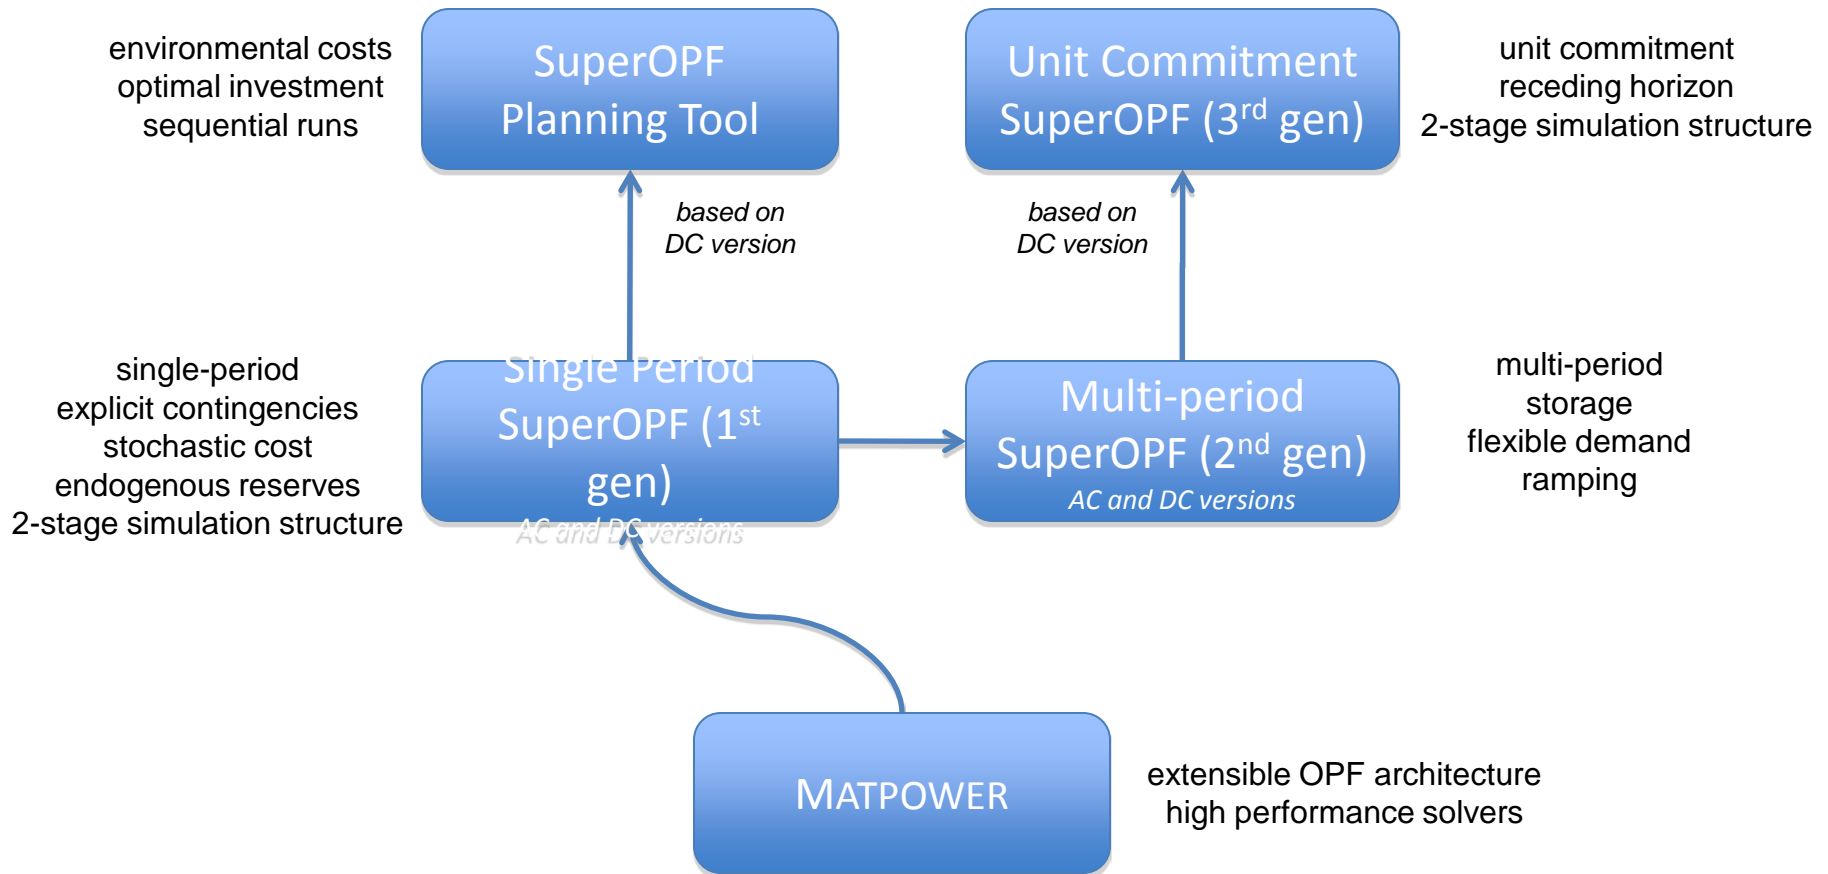 environmental costs
optimal investment
sequential runs
SuperOPF
Planning Tool
Unit Commitment
SuperOPF (3rd gen)
unit commitment
receding horizon
2-stage simulation structure
based on
DC version
based on
DC version
single-period
explicit contingencies
stochastic cost
endogenous reserves
2-stage simulation structure
Single Period
SuperOPF (1st
gen)
AC and DC versions
Multi-period
SuperOPF (2nd gen)
AC and DC versions
multi-period
storage
flexible demand
ramping
MATPOWER
extensible OPF architecture
high performance solvers